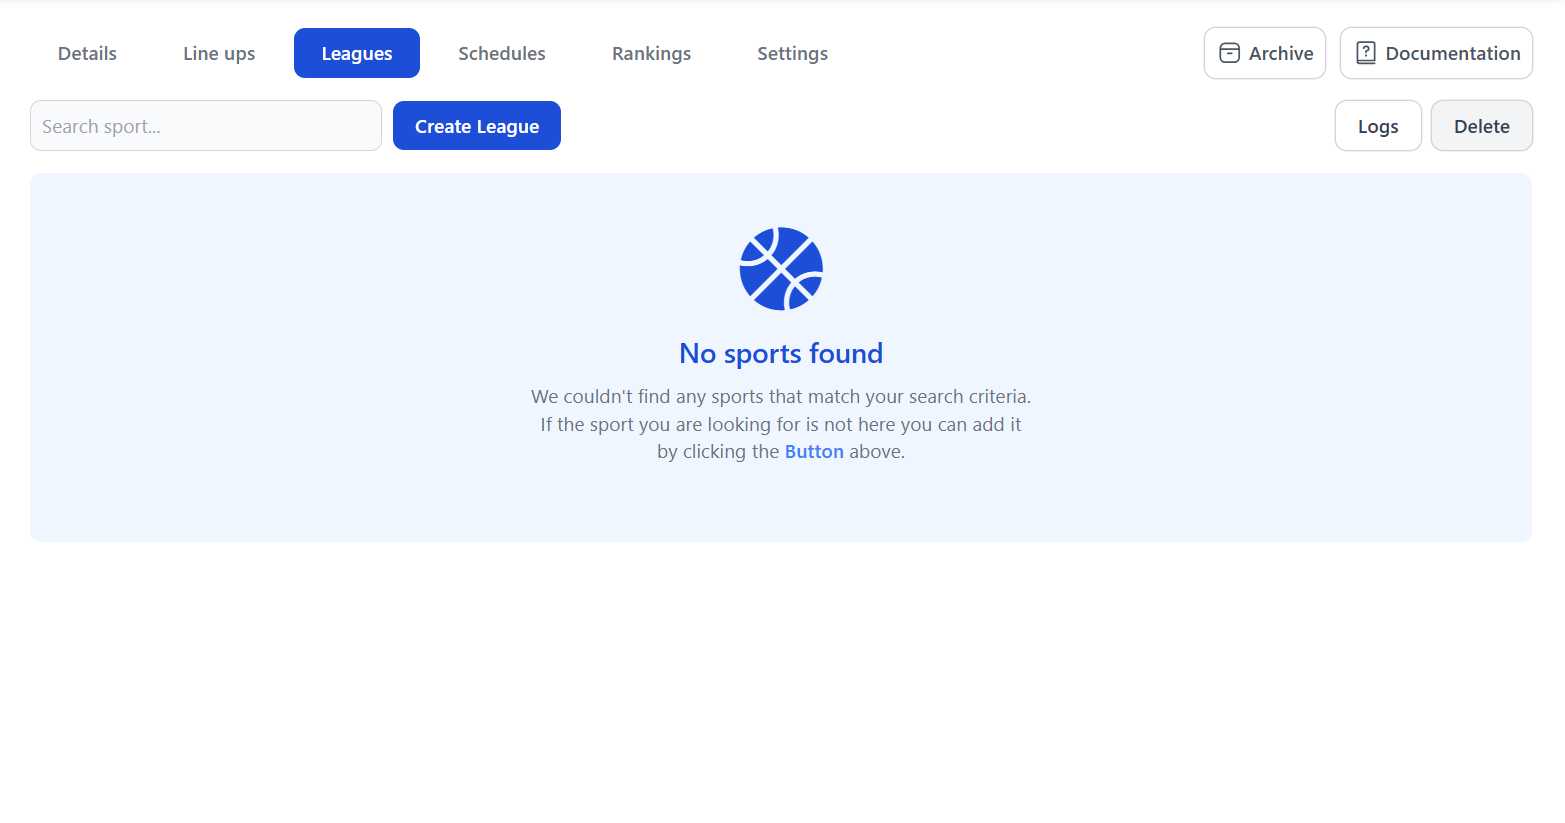 Details Line ups Leagues Schedules Rankings Settings Archive Documentation
Search sport... Create League Logs Delete
No sports found
We couldn't find any sports that match your search criteria.
If the sport you are looking for is not here you can add it
by clicking the Button above.